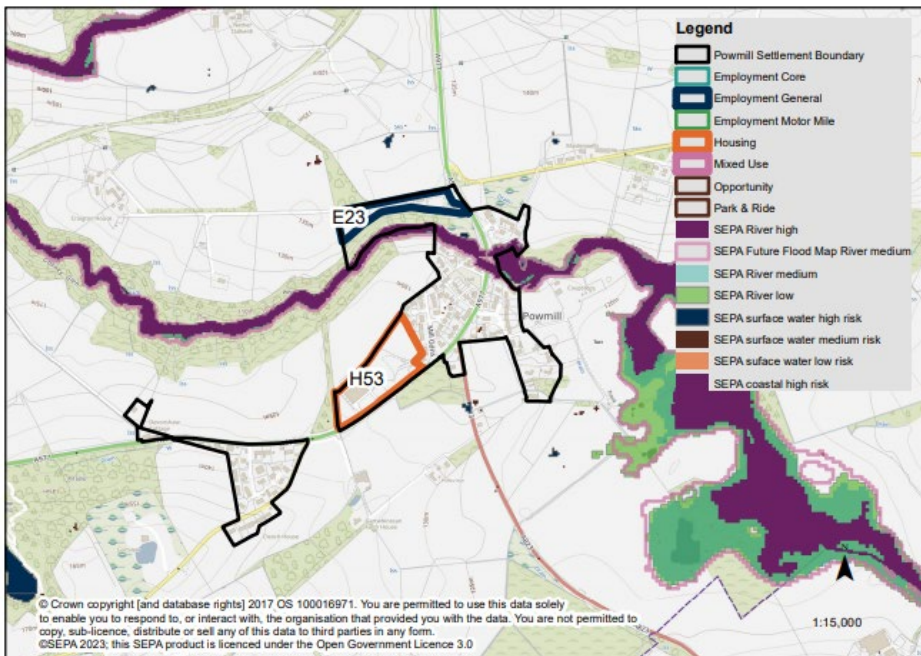 Legend
Powmill Settlement Boundary
Employment Core
Employment General
Employment Motor Mile
Housing
Mixed Use
Opportunity
Park & Ride
SEPA River high
SEPA Future Flood Map River medium
SEPA River medium
SEPA River low
SEPA surface water high risk
SEPA surface water medium risk
SEPA suface water low risk
SEPA coastal high risk
E23
A977
Powmill
H53
A977
1:15,000
© Crown copyright [and database rights] 2017 OS 100016971. You are permitted to use this data solely
to enable you to respond to, or interact with, the organisation that provided you with the data. You are not permitted to
copy, sub-licence, distribute or sell any of this data to third parties in any form.
©SEPA 2023; this SEPA product is licenced under the Open Government Licence 3.0